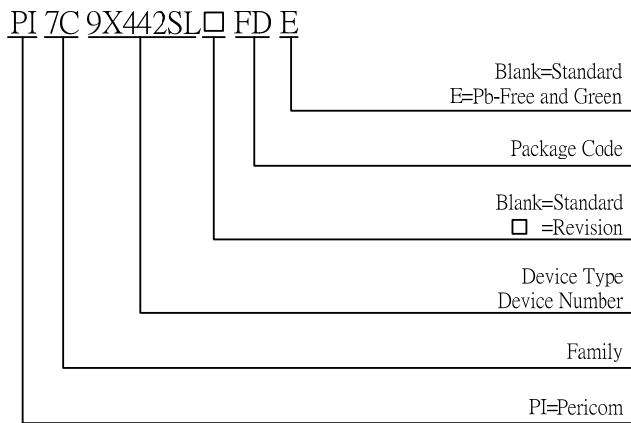 PI 7C 9X442SL□ FD E
Blank=Standard
E=Pb-Free and Green
Package Code
Blank=Standard
□ =Revision
Device Type
Device Number
Family
PI=Pericom